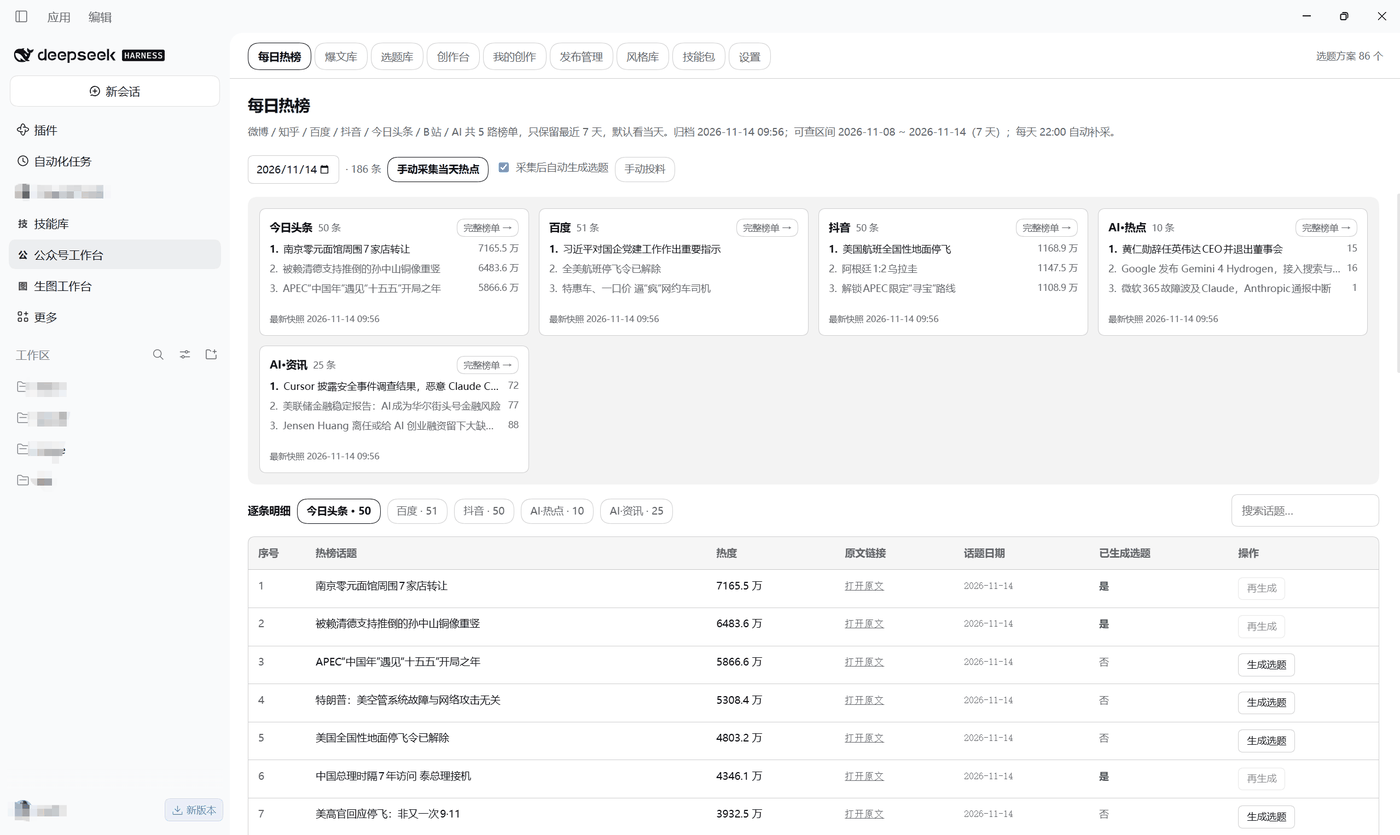 应用 编辑
deepseek HARNESS
新会话
插件
自动化任务
技 技能库
公 公众号工作台
图 生图工作台
更多
工作区
新版本
每日热榜 爆文库 选题库 创作台 我的创作 发布管理 风格库 技能包 设置
选题方案 86 个
每日热榜
微博 / 知乎 / 百度 / 抖音 / 今日头条 / B站 / AI 共 5 路榜单，只保留最近 7 天，默认看当天。归档 2026-11-14 09:56；可查区间 2026-11-08 ~ 2026-11-14（7 天）；每天 22:00 自动补采。
2026/11/14 · 186 条 手动采集当天热点 采集后自动生成选题 手动投料
今日头条 50 条 完整榜单 →
1. 南京零元面馆周围7家店转让 7165.5 万
2. 被赖清德支持推倒的孙中山铜像重竖 6483.6 万
3. APEC“中国年”遇见“十五五”开局之年 5866.6 万
最新快照 2026-11-14 09:56
百度 51 条 完整榜单 →
1. 习近平对国企党建工作作出重要指示
2. 全美航班停飞令已解除
3. 特惠车、一口价 逼“疯”网约车司机
最新快照 2026-11-14 09:56
抖音 50 条 完整榜单 →
1. 美国航班全国性地面停飞 1168.9 万
2. 阿根廷1:2乌拉圭 1147.5 万
3. 解锁APEC限定“寻宝”路线 1108.9 万
最新快照 2026-11-14 09:56
AI·热点 10 条 完整榜单 →
1. 黄仁勋辞任英伟达CEO并退出董事会 15
2. Google 发布 Gemini 4 Hydrogen，接入搜索与... 16
3. 微软365故障波及Claude，Anthropic通报中断 1
最新快照 2026-11-14 09:56
AI·资讯 25 条 完整榜单 →
1. Cursor 披露安全事件调查结果，恶意 Claude C... 72
2. 美联储金融稳定报告：AI成为华尔街头号金融风险 77
3. Jensen Huang 离任或给 AI 创业融资留下大缺... 88
最新快照 2026-11-14 09:56
逐条明细 今日头条 · 50 百度 · 51 抖音 · 50 AI·热点 · 10 AI·资讯 · 25 搜索话题...
序号 热榜话题 热度 原文链接 话题日期 已生成选题 操作
1 南京零元面馆周围7家店转让 7165.5 万 打开原文 2026-11-14 是 再生成
2 被赖清德支持推倒的孙中山铜像重竖 6483.6 万 打开原文 2026-11-14 是 再生成
3 APEC“中国年”遇见“十五五”开局之年 5866.6 万 打开原文 2026-11-14 否 生成选题
4 特朗普：美空管系统故障与网络攻击无关 5308.4 万 打开原文 2026-11-14 否 生成选题
5 美国全国性地面停飞令已解除 4803.2 万 打开原文 2026-11-14 否 生成选题
6 中国总理时隔7年访问 泰总理接机 4346.1 万 打开原文 2026-11-14 是 再生成
7 美高官回应停飞：非又一次9·11 3932.5 万 打开原文 2026-11-14 否 生成选题